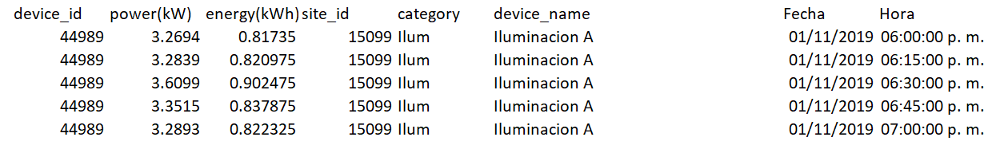 device_id power(kW) energy(kWh) site_id category device_name Fecha Hora
44989 3.2694 0.81735 15099 Ilum Iluminacion A 01/11/2019 06:00:00 p. m.
44989 3.2839 0.820975 15099 Ilum Iluminacion A 01/11/2019 06:15:00 p. m.
44989 3.6099 0.902475 15099 Ilum Iluminacion A 01/11/2019 06:30:00 p. m.
44989 3.3515 0.837875 15099 Ilum Iluminacion A 01/11/2019 06:45:00 p. m.
44989 3.2893 0.822325 15099 Ilum Iluminacion A 01/11/2019 07:00:00 p. m.